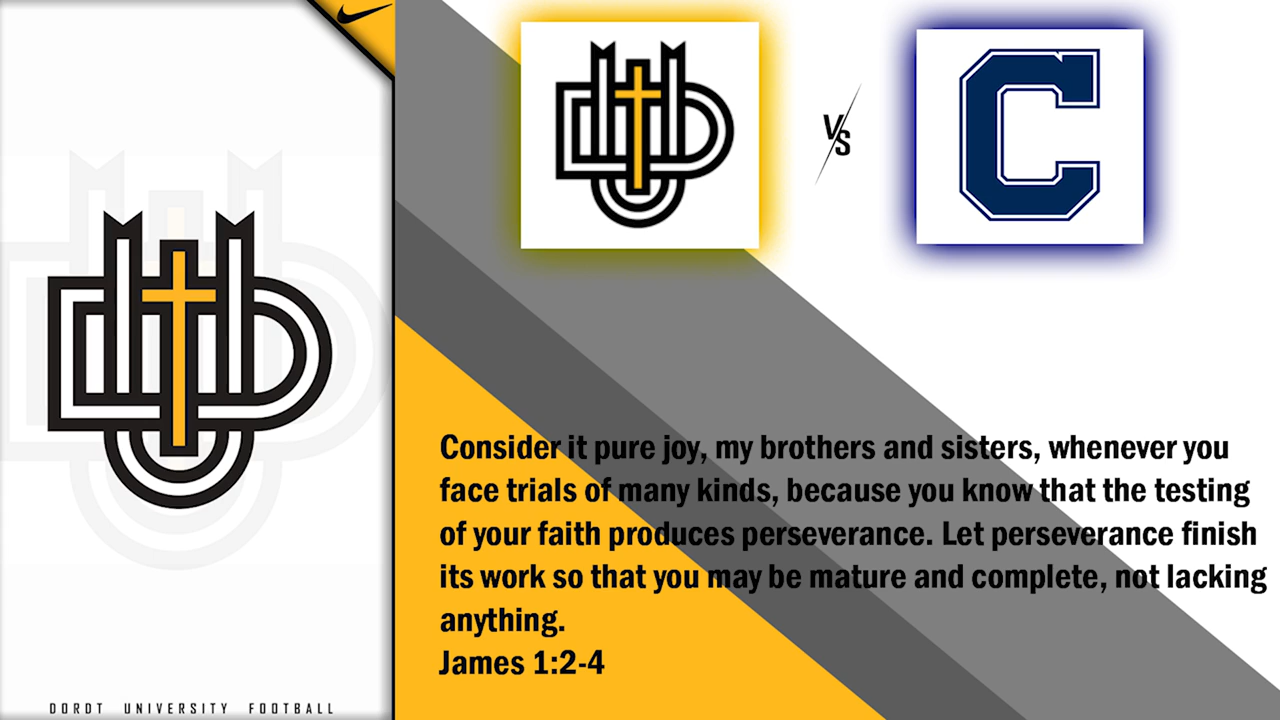 VS
C
Consider it pure joy, my brothers and sisters, whenever you
face trials of many kinds, because you know that the testing
of your faith produces perseverance. Let perseverance finish
its work so that you may be mature and complete, not lacking
anything.
James 1:2-4
DORDT UNIVERSITY FOOTBALL